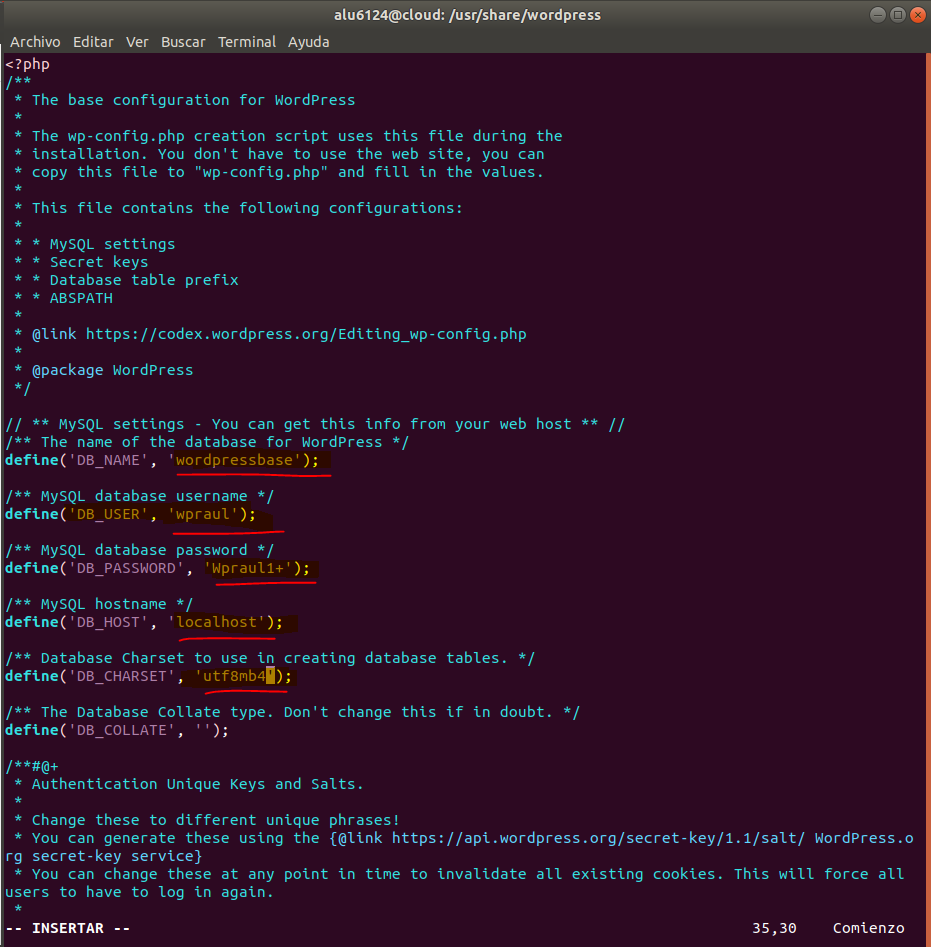 alu6124@cloud: /usr/share/wordpress
Archivo Editar Ver Buscar Terminal Ayuda
<?php
/**
 * The base configuration for WordPress
 *
 * The wp-config.php creation script uses this file during the
 * installation. You don't have to use the web site, you can
 * copy this file to "wp-config.php" and fill in the values.
 *
 * This file contains the following configurations:
 *
 * * MySQL settings
 * * Secret keys
 * * Database table prefix
 * * ABSPATH
 *
 * @link https://codex.wordpress.org/Editing_wp-config.php
 *
 * @package WordPress
 */

// ** MySQL settings - You can get this info from your web host ** //
/** The name of the database for WordPress */
define('DB_NAME', 'wordpressbase');

/** MySQL database username */
define('DB_USER', 'wpraul');

/** MySQL database password */
define('DB_PASSWORD', 'Wpraul1+');

/** MySQL hostname */
define('DB_HOST', 'localhost');

/** Database Charset to use in creating database tables. */
define('DB_CHARSET', 'utf8mb4');

/** The Database Collate type. Don't change this if in doubt. */
define('DB_COLLATE', '');

/**#@+
 * Authentication Unique Keys and Salts.
 *
 * Change these to different unique phrases!
 * You can generate these using the {@link https://api.wordpress.org/secret-key/1.1/salt/ WordPress.o
rg secret-key service}
 * You can change these at any point in time to invalidate all existing cookies. This will force all
users to have to log in again.
 *
-- INSERTAR -- 35,30 Comienzo